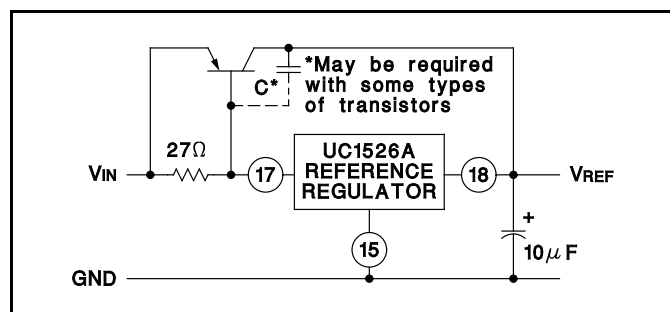 *May be required
with some types
of transistors
C*
27Ω
VIN
17
UC1526A
REFERENCE
REGULATOR
18
VREF
+
10μF
15
GND